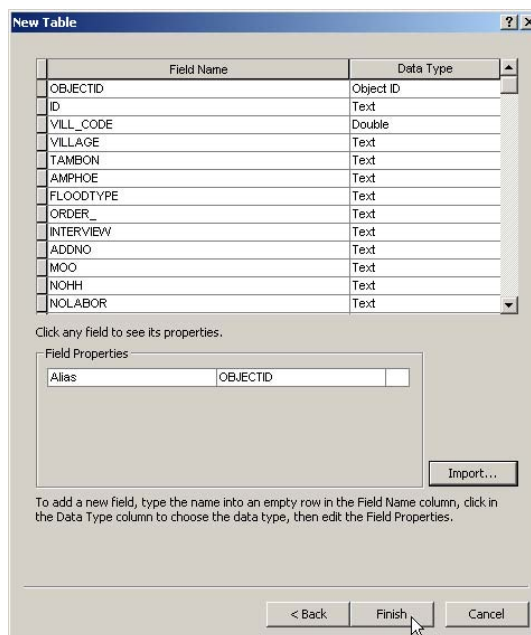 New Table
Field Name Data Type
OBJECTID Object ID
ID Text
VILL_CODE Double
VILLAGE Text
TAMBON Text
AMPHOE Text
FLOODTYPE Text
ORDER_ Text
INTERVIEW Text
ADDNO Text
MOO Text
NOHH Text
NOLABOR Text
Click any field to see its properties.
Field Properties
Alias OBJECTID
Import...
To add a new field, type the name into an empty row in the Field Name column, click in
the Data Type column to choose the data type, then edit the Field Properties.
< Back Finish Cancel